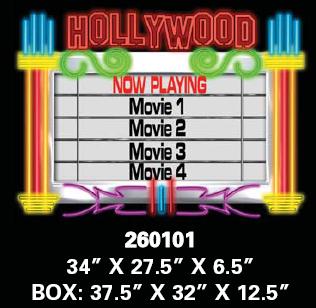 HOLLYWOOD
NOW PLAYING
Movie 1
Movie 2
Movie 3
Movie 4
260101
34" X 27.5" X 6.5"
BOX: 37.5" X 32" X 12.5"